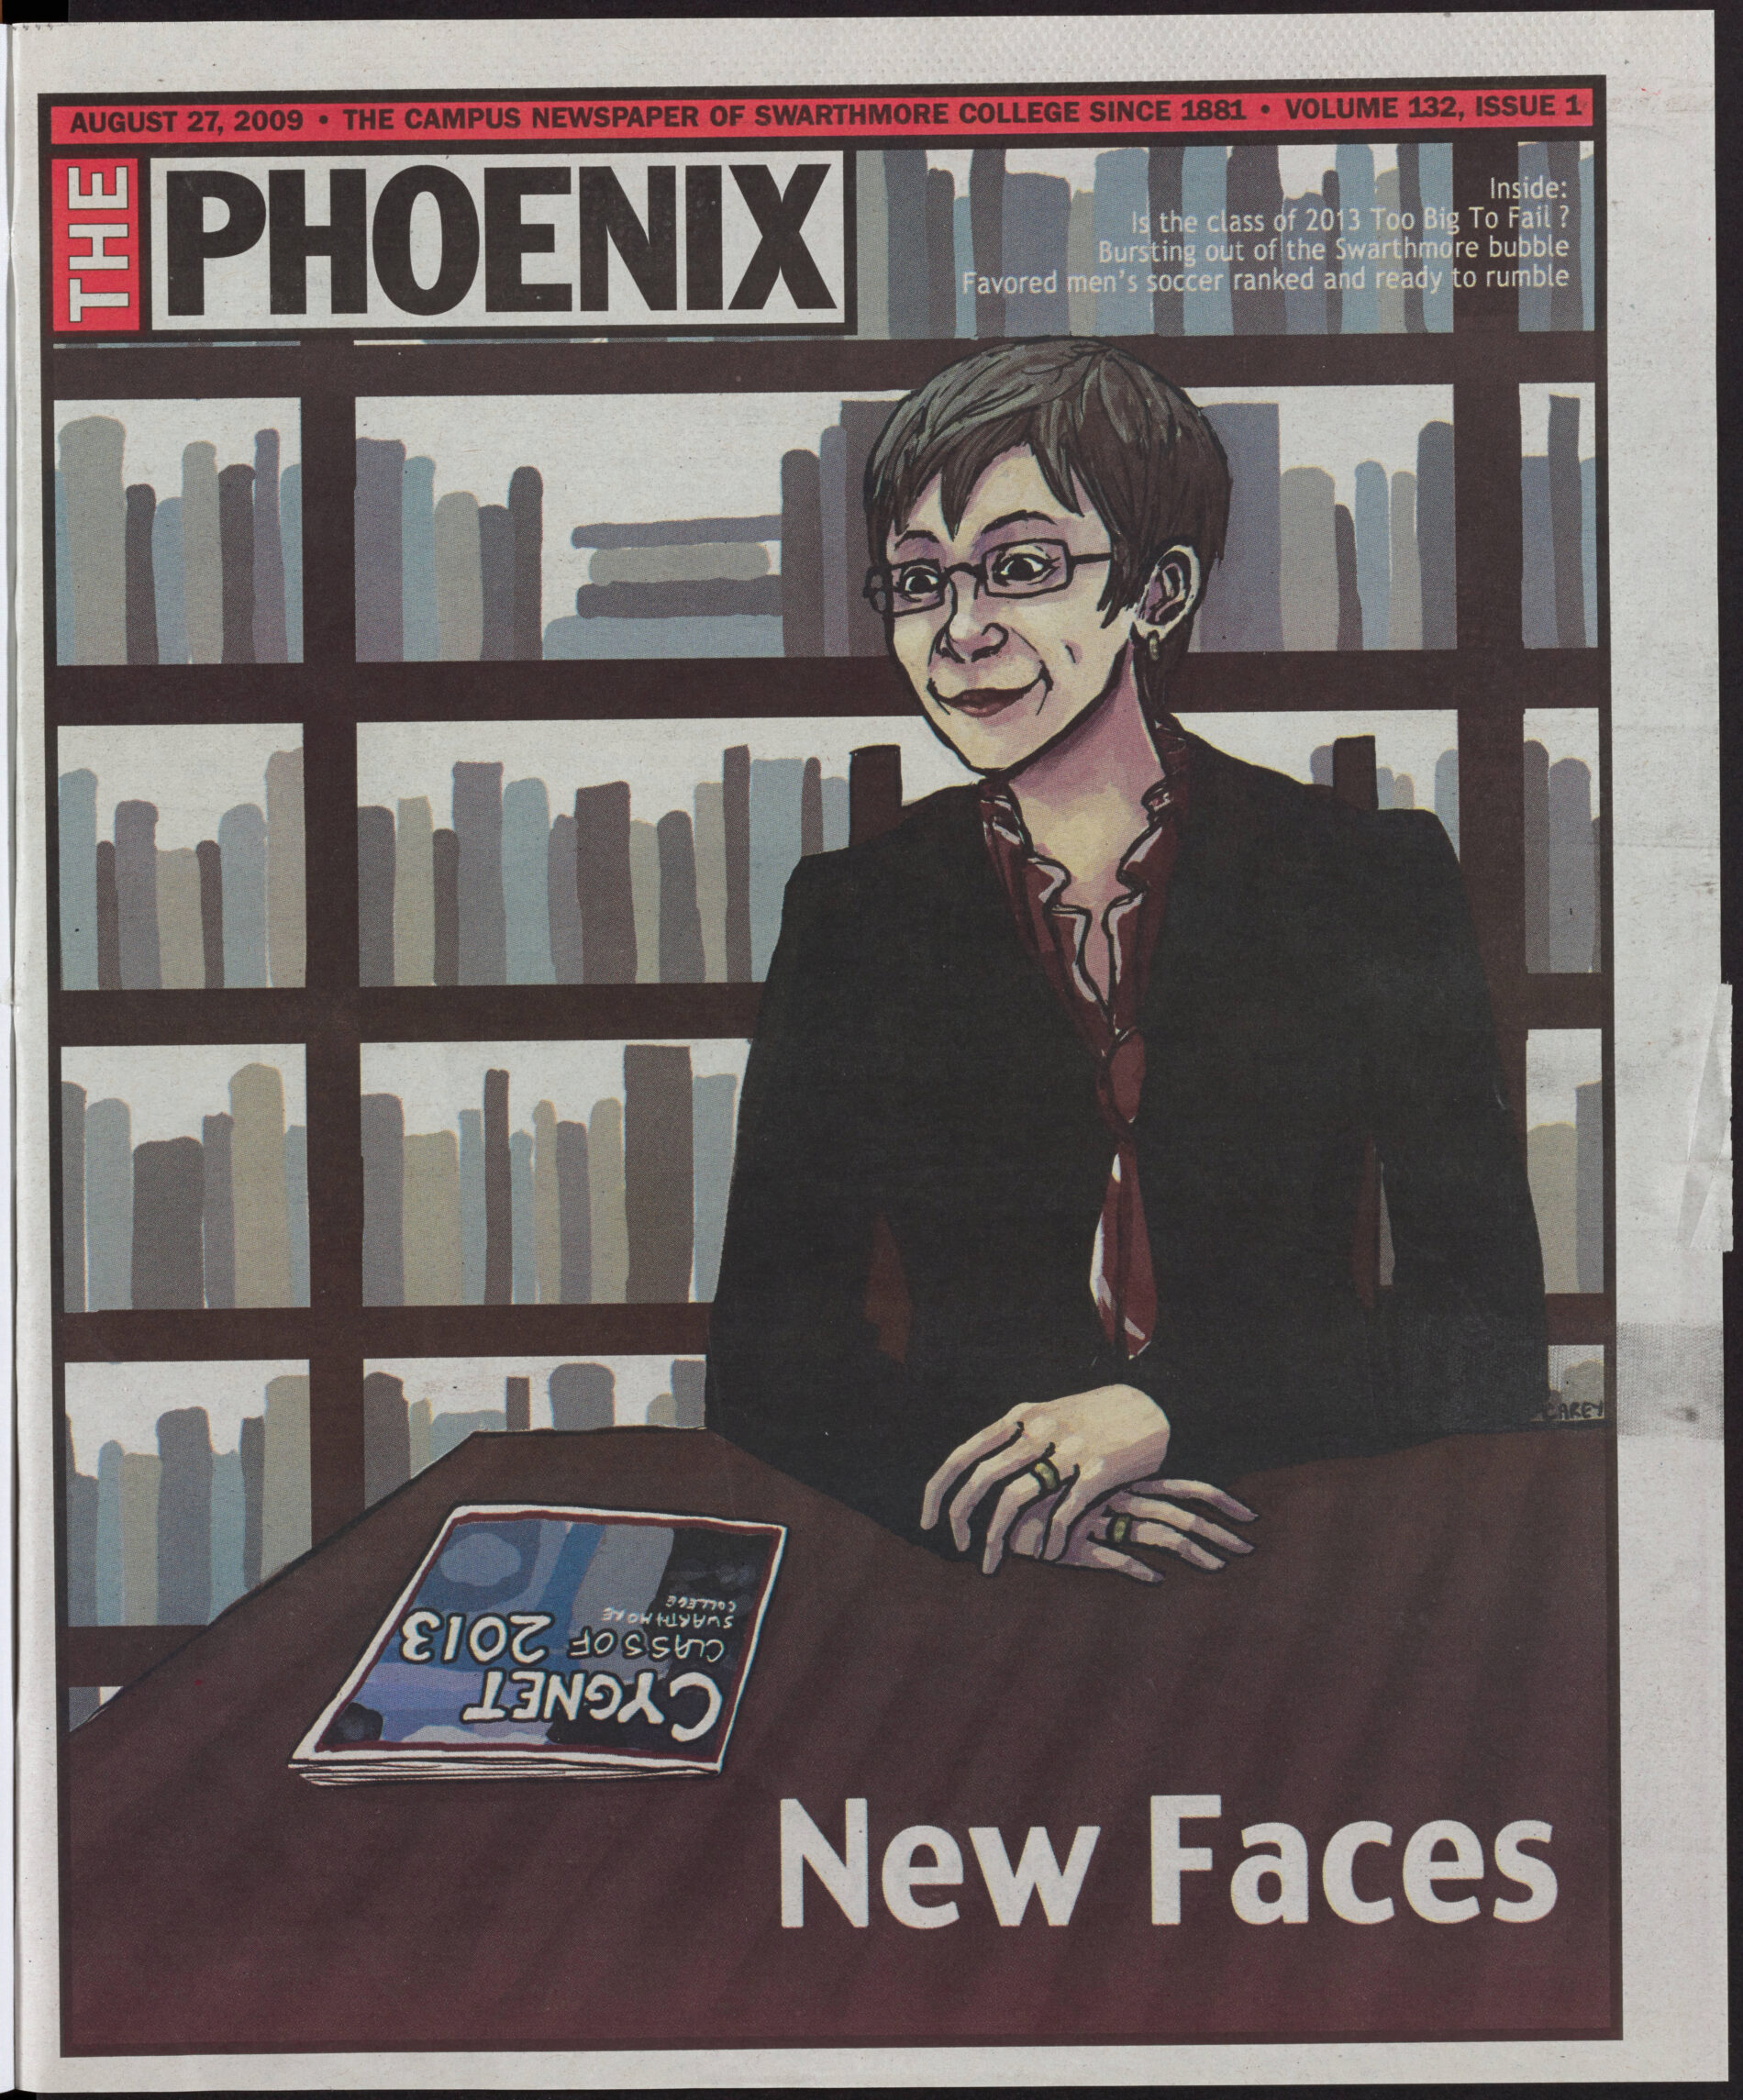 AUGUST 27, 2009 • THE CAMPUS NEWSPAPER OF SWARTHMORE COLLEGE SINCE 1881 • VOLUME 132, ISSUE 1
THE PHOENIX
Inside:
Is the class of 2013 Too Big To Fail ?
Bursting out of the Swarthmore bubble
Favored men's soccer ranked and ready to rumble
CAREY
CYGNET
CLASS OF 2013
SWARTHMORE
COLLEGE
New Faces